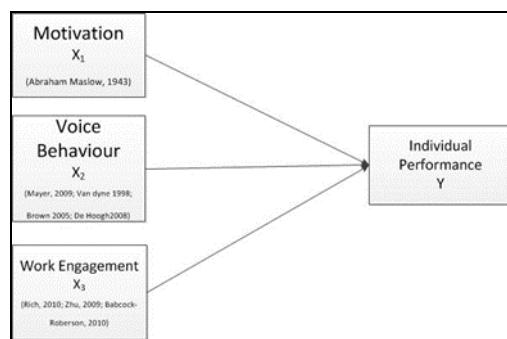 Motivation
X₁
(Abraham Maslow, 1943)
Voice
Behaviour
X₂
(Mayer, 2009; Van dyne 1998;
Brown 2005; De Hoogh2008)
Work Engagement
X₃
(Rich, 2010; Zhu, 2009; Babcock-
Roberson, 2010)
Individual
Performance
Y